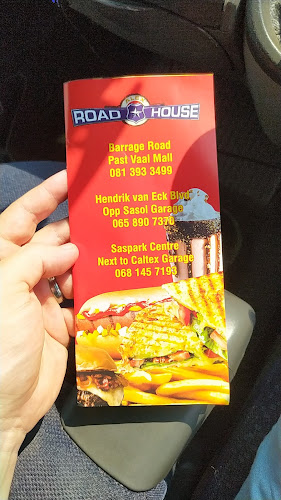 ROAD HOUSE
Barrage Road
Past Vaal Mall
081 393 3499
Hendrik van Eck Blvd
Opp Sasol Garage
065 890 7370
Saspark Centre
Next to Caltex Garage
068 145 7193